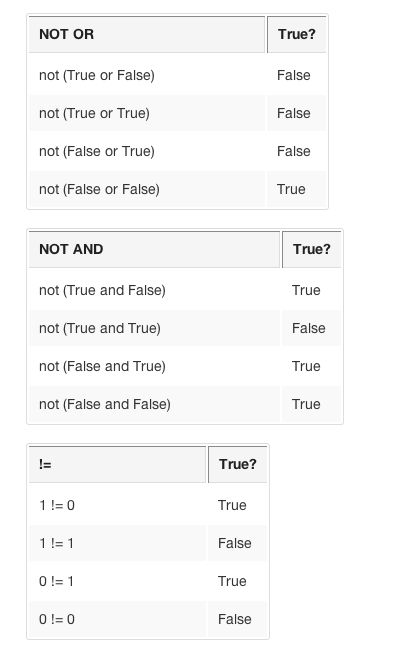 NOT OR True?
not (True or False) False
not (True or True) False
not (False or True) False
not (False or False) True
NOT AND True?
not (True and False) True
not (True and True) False
not (False and True) True
not (False and False) True
!= True?
1 != 0 True
1 != 1 False
0 != 1 True
0 != 0 False